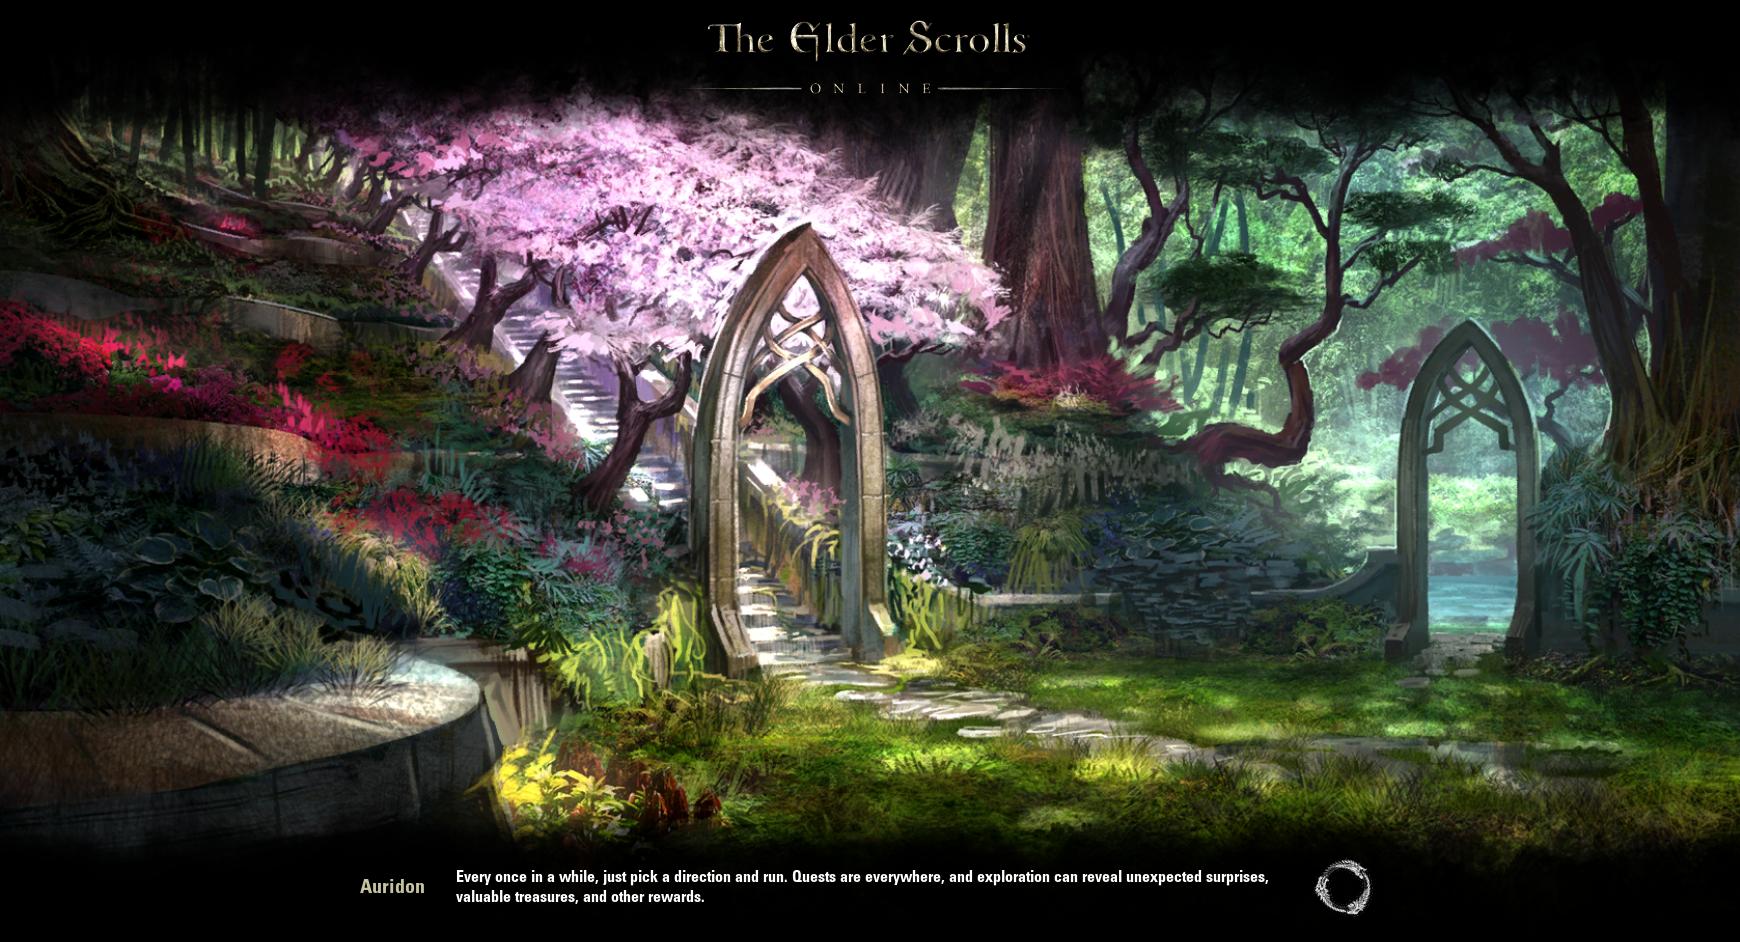 The Elder Scrolls
ONLINE
Auridon
Every once in a while, just pick a direction and run. Quests are everywhere, and exploration can reveal unexpected surprises,
valuable treasures, and other rewards.